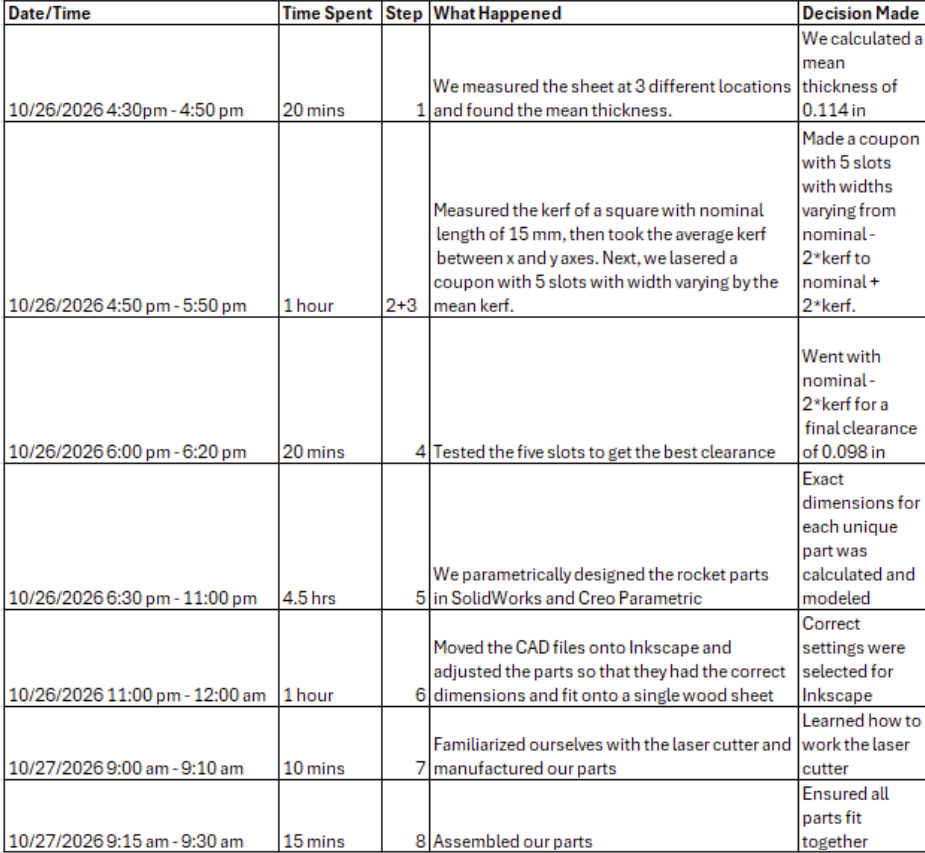 Date/Time Time Spent Step What Happened Decision Made
10/26/2026 4:30pm - 4:50 pm 20 mins 1 We measured the sheet at 3 different locations
and found the mean thickness.
We calculated a
mean
thickness of
0.114 in
10/26/2026 4:50 pm - 5:50 pm 1 hour 2+3 Measured the kerf of a square with nominal
length of 15 mm, then took the average kerf
between x and y axes. Next, we lasered a
coupon with 5 slots with width varying by the
mean kerf.
Made a coupon
with 5 slots
with widths
varying from
nominal -
2*kerf to
nominal +
2*kerf.
10/26/2026 6:00 pm - 6:20 pm 20 mins 4 Tested the five slots to get the best clearance
Went with
nominal -
2*kerf for a
final clearance
of 0.098 in
10/26/2026 6:30 pm - 11:00 pm 4.5 hrs 5 We parametrically designed the rocket parts
in SolidWorks and Creo Parametric
Exact
dimensions for
each unique
part was
calculated and
modeled
10/26/2026 11:00 pm - 12:00 am 1 hour 6 Moved the CAD files onto Inkscape and
adjusted the parts so that they had the correct
dimensions and fit onto a single wood sheet
Correct
settings were
selected for
Inkscape
10/27/2026 9:00 am - 9:10 am 10 mins 7 Familiarized ourselves with the laser cutter and
manufactured our parts
Learned how to
work the laser
cutter
10/27/2026 9:15 am - 9:30 am 15 mins 8 Assembled our parts
Ensured all
parts fit
together